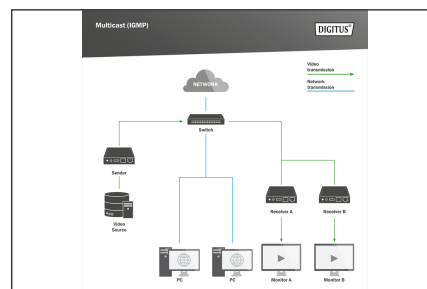 Multicast (IGMP)
DIGITUS®
Video
transmission
Network
transmission
NETWORK
Switch
Sender
Receiver A
Receiver B
Video
Source
PC
PC
Monitor A
Monitor B